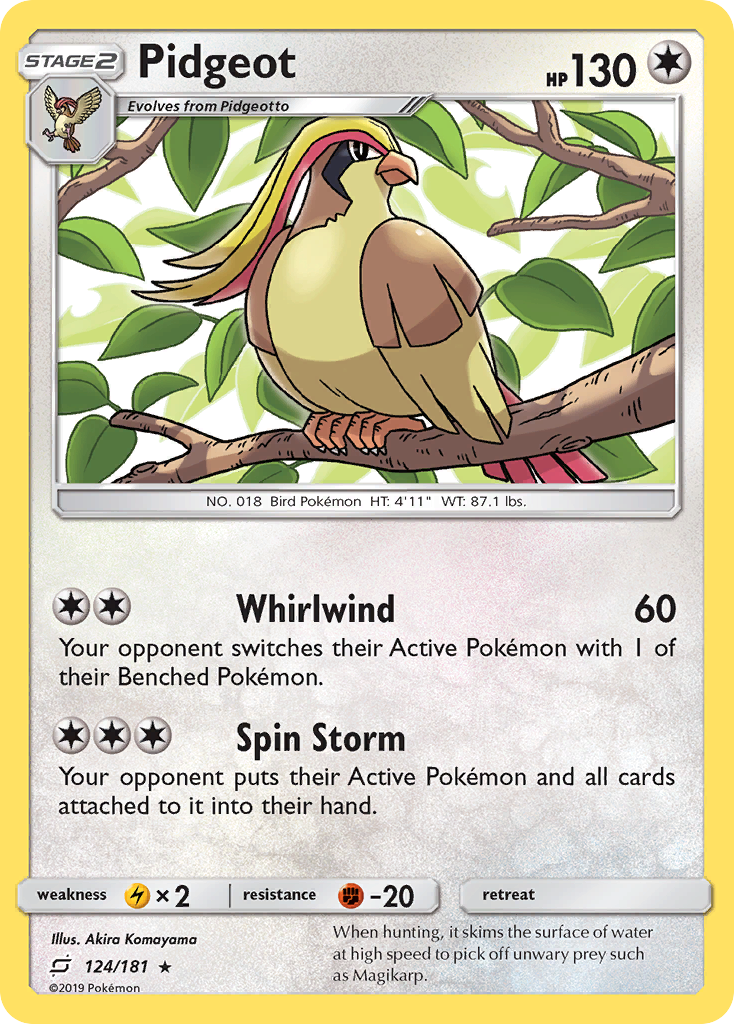 STAGE2
Pidgeot
HP 130
Evolves from Pidgeotto
NO. 018 Bird Pokémon HT: 4'11" WT: 87.1 lbs.
Whirlwind 60
Your opponent switches their Active Pokémon with 1 of
their Benched Pokémon.
Spin Storm
Your opponent puts their Active Pokémon and all cards
attached to it into their hand.
weakness ×2 resistance -20 retreat
Illus. Akira Komayama
124/181 ★
©2019 Pokémon
When hunting, it skims the surface of water
at high speed to pick off unwary prey such
as Magikarp.